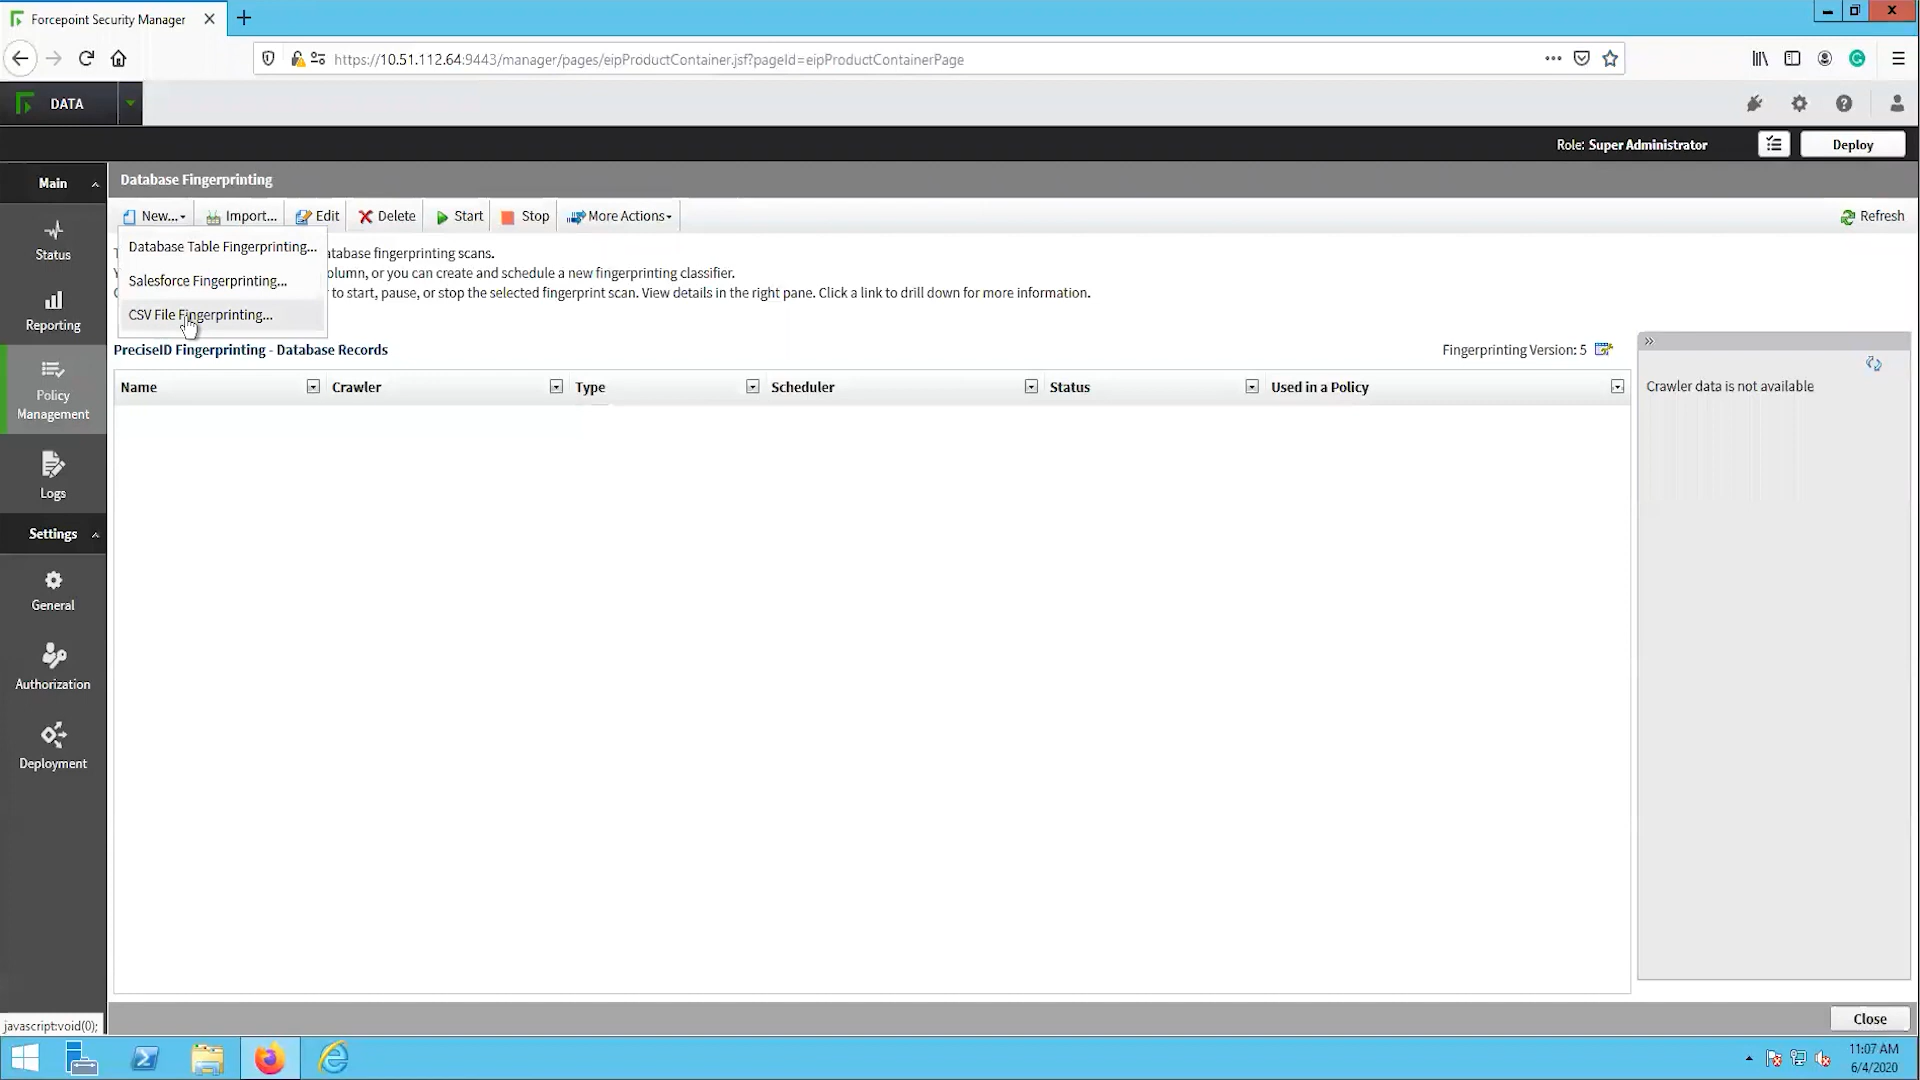 Forcepoint Security Manager
https://10.51.112.64:9443/manager/pages/eipProductContainer.jsf?pageId=eipProductContainerPage
DATA
Role: Super Administrator
Deploy
Main
Database Fingerprinting
New...
Import...
Edit
Delete
Start
Stop
More Actions
Refresh
Database Table Fingerprinting...
Salesforce Fingerprinting...
CSV File Fingerprinting...
atabase fingerprinting scans.
olumn, or you can create and schedule a new fingerprinting classifier.
r to start, pause, or stop the selected fingerprint scan. View details in the right pane. Click a link to drill down for more information.
Status
Reporting
Policy
Management
Logs
Settings
General
Authorization
Deployment
PreciseID Fingerprinting - Database Records
Fingerprinting Version: 5
Name
Crawler
Type
Scheduler
Status
Used in a Policy
Crawler data is not available
Close
javascript:void(0);
11:07 AM
6/4/2020